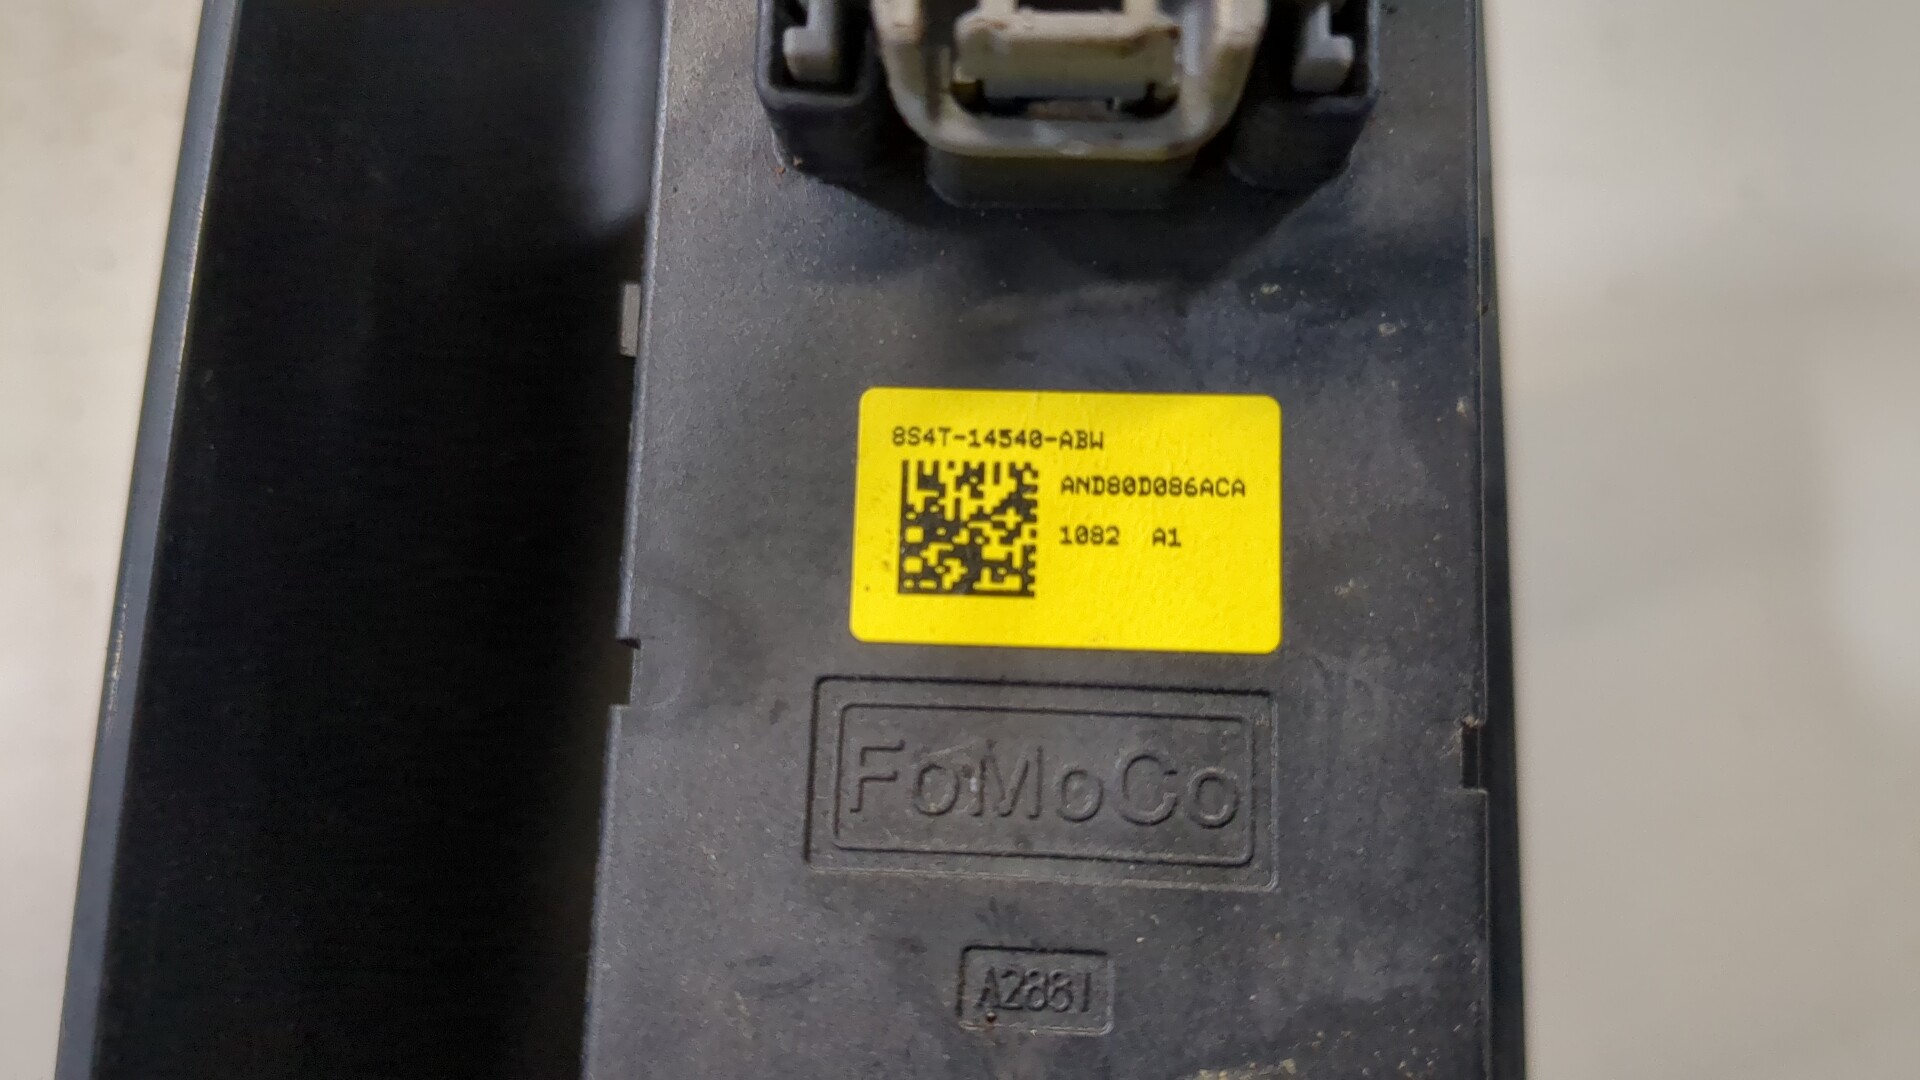 8S4T-14540-ABW
AND80D086ACA
1082 A1
FoMoCo
A2881